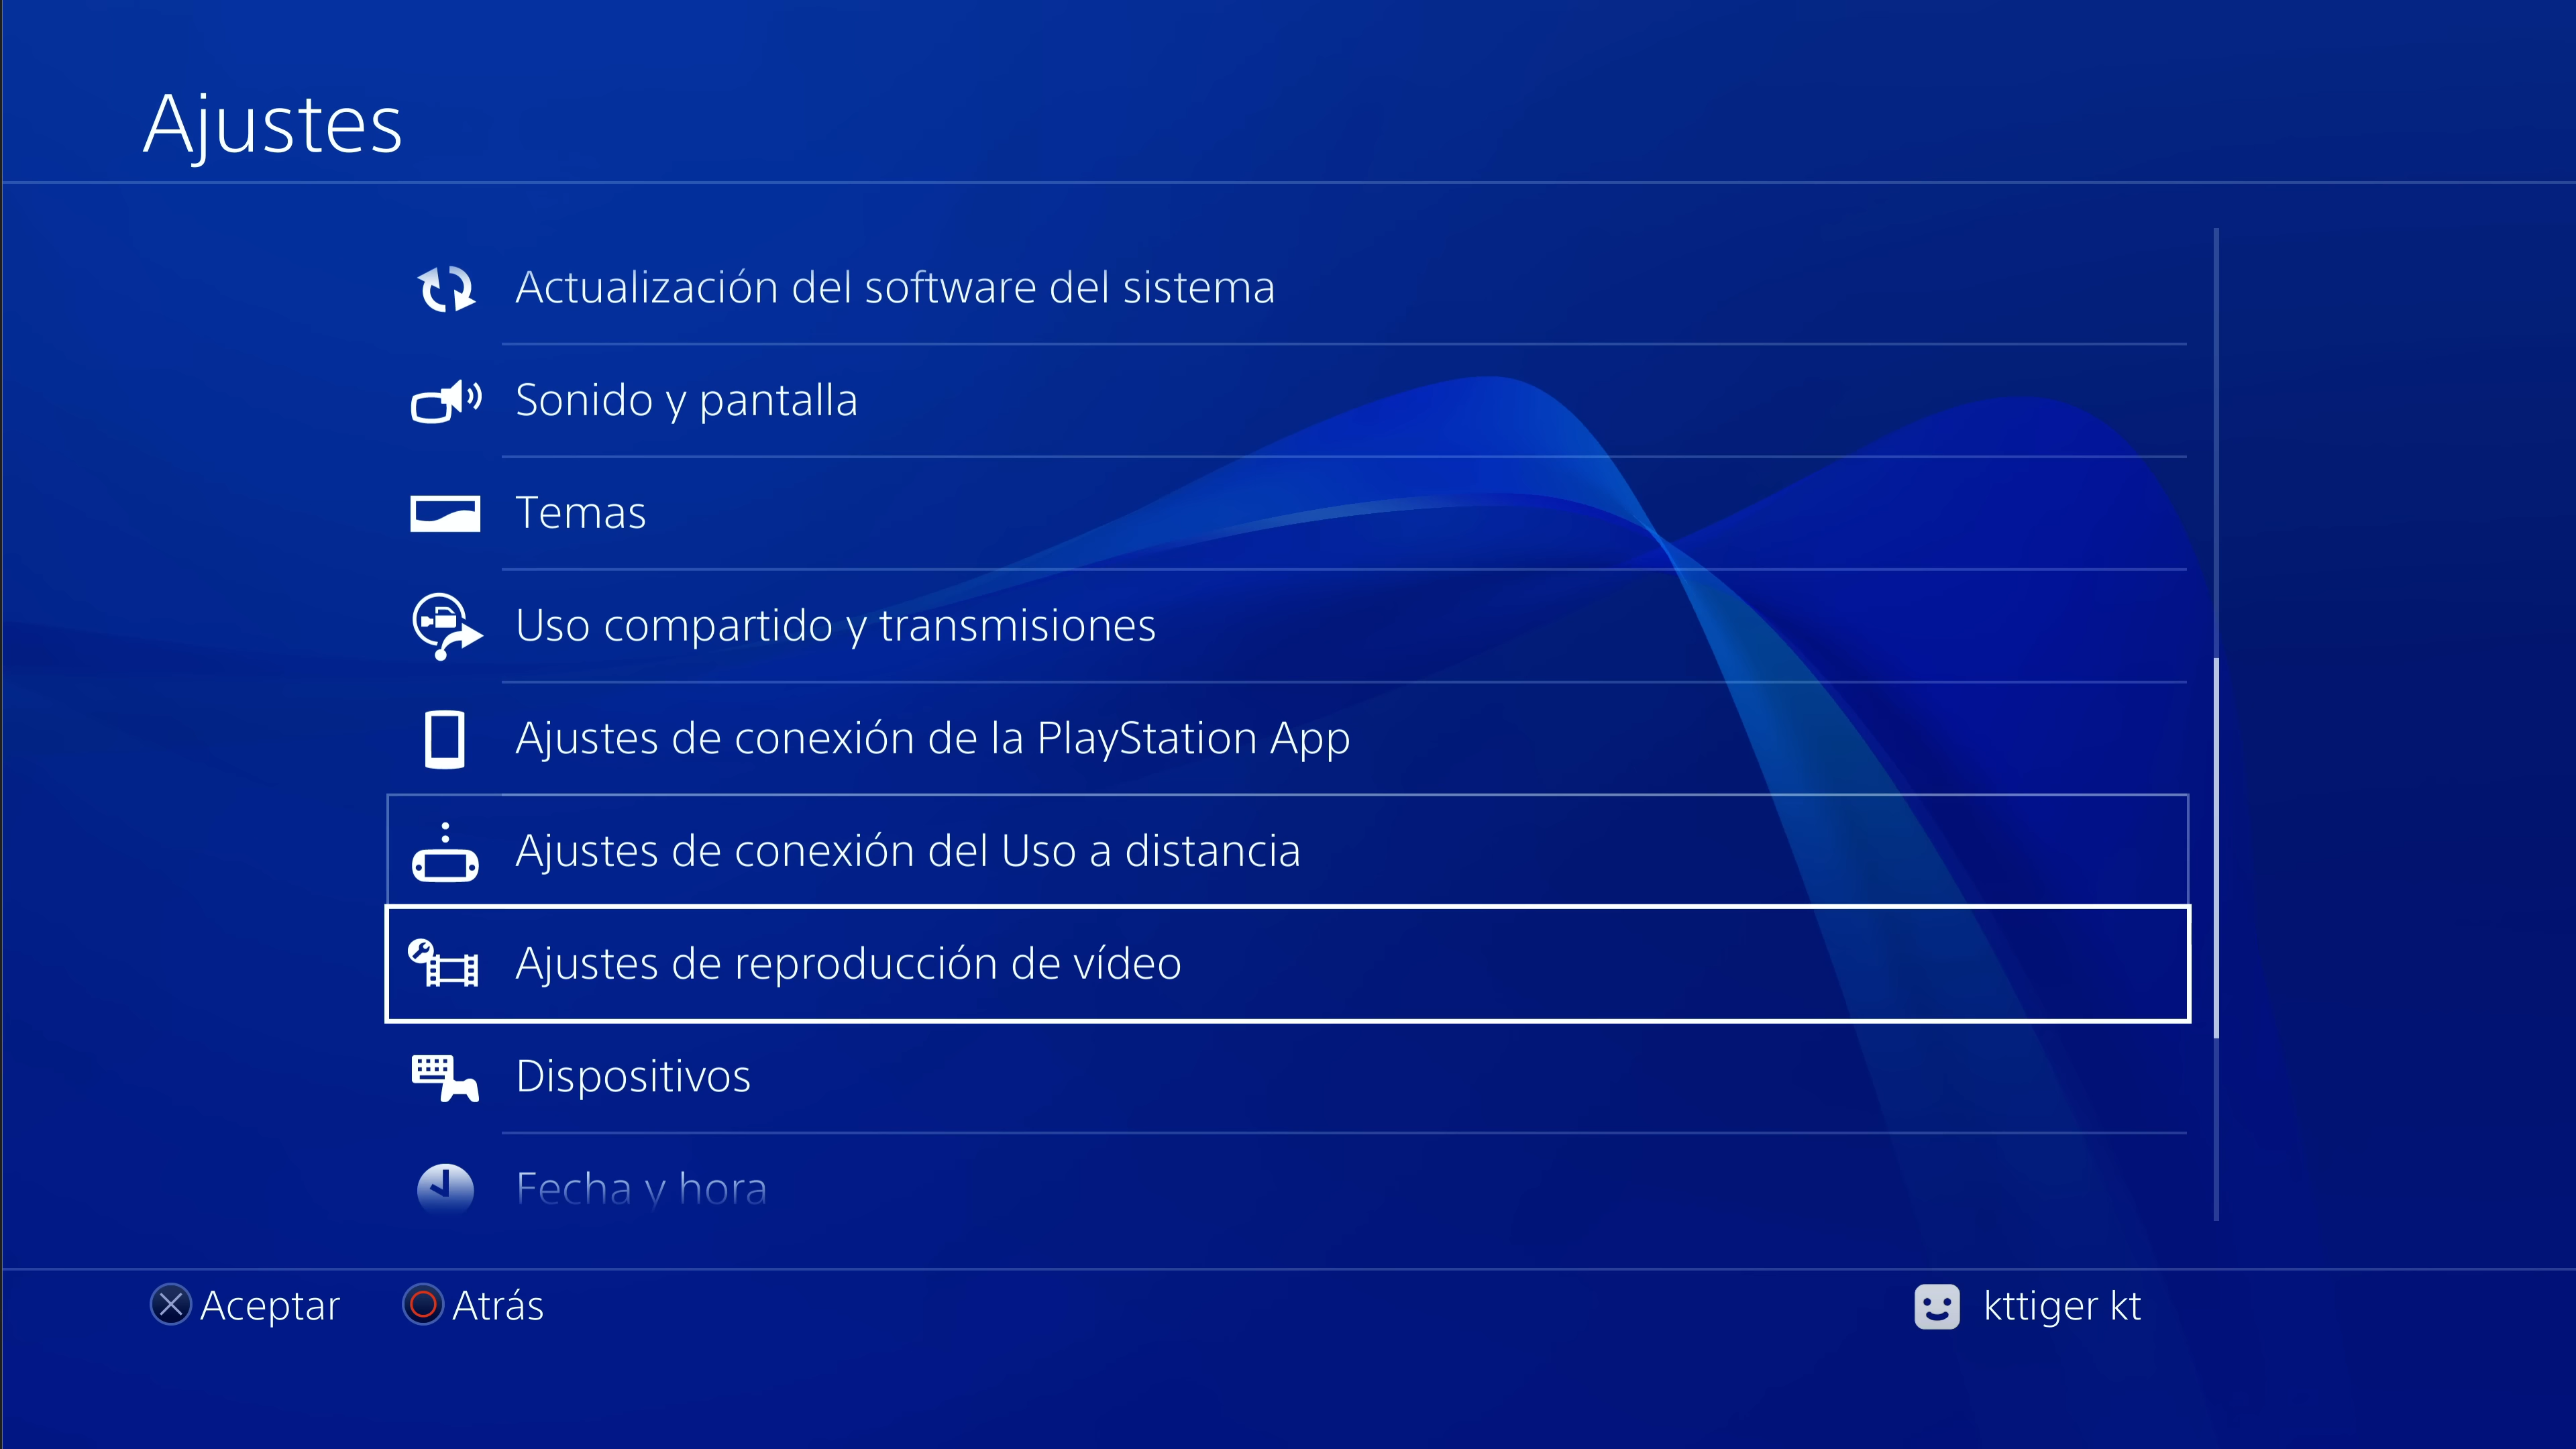 Ajustes
Actualización del software del sistema
Sonido y pantalla
Temas
Uso compartido y transmisiones
Ajustes de conexión de la PlayStation App
Ajustes de conexión del Uso a distancia
Ajustes de reproducción de vídeo
Dispositivos
Fecha y hora
Aceptar Atrás kttiger kt